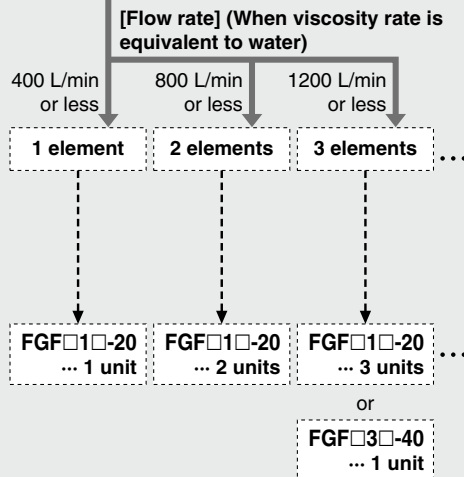 [Flow rate] (When viscosity rate is
equivalent to water)
400 L/min
or less
800 L/min
or less
1200 L/min
or less
1 element
2 elements
3 elements
...
FGF□1□-20
... 1 unit
FGF□1□-20
... 2 units
FGF□1□-20
... 3 units
...
or
FGF□3□-40
... 1 unit